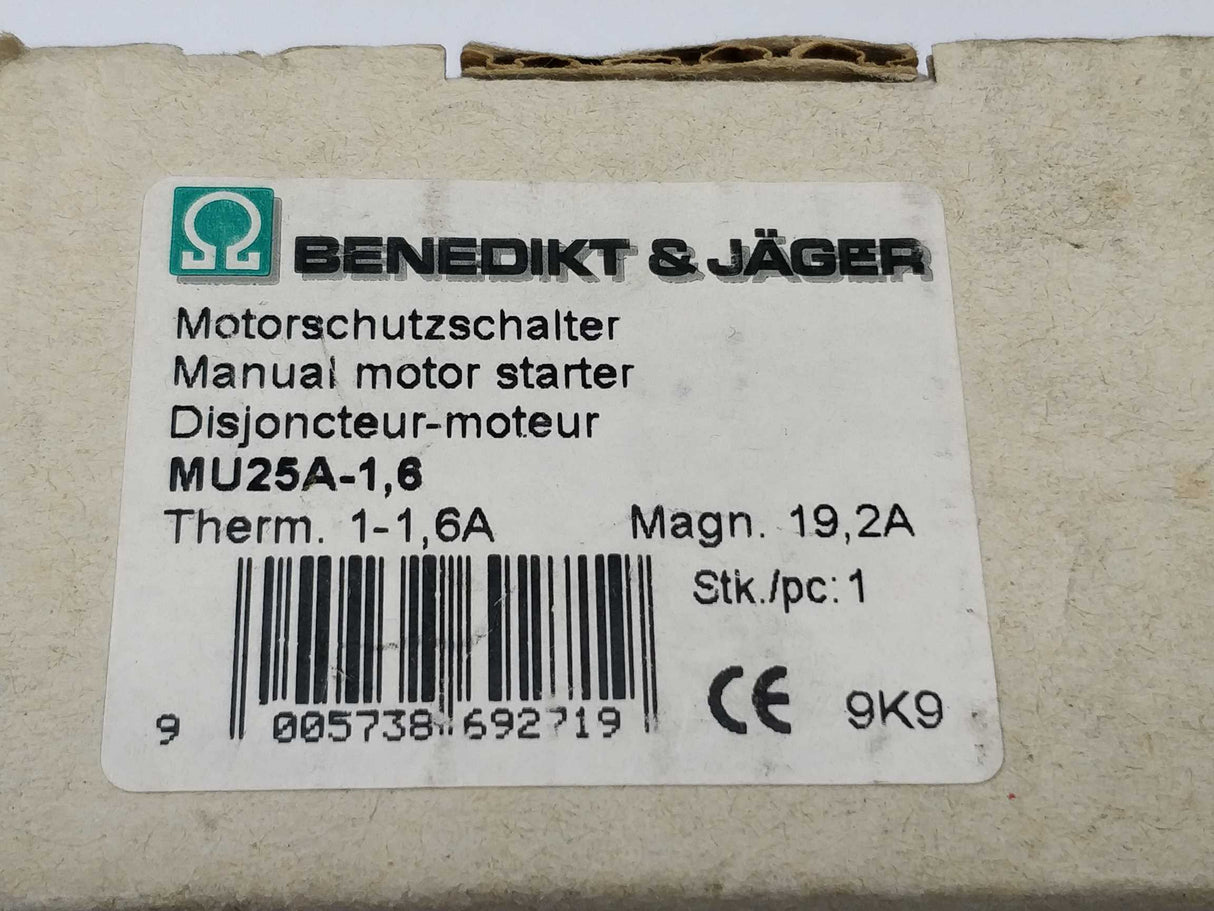 Ω BENEDIKT & JÄGER
Motorschutzschalter
Manual motor starter
Disjoncteur-moteur
MU25A-1,6
Therm. 1-1,6A Magn. 19,2A
Stk./pc: 1
9 005738 692719 CE 9K9